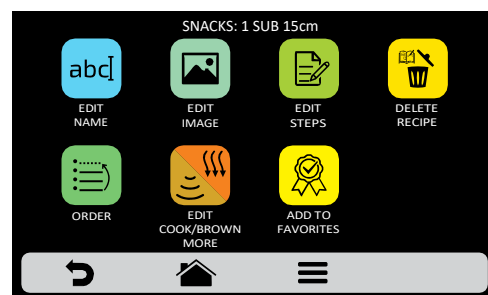 SNACKS: 1 SUB 15cm
abc
EDIT
NAME
EDIT
IMAGE
EDIT
STEPS
DELETE
RECIPE
ORDER
EDIT
COOK/BROWN
MORE
ADD TO
FAVORITES